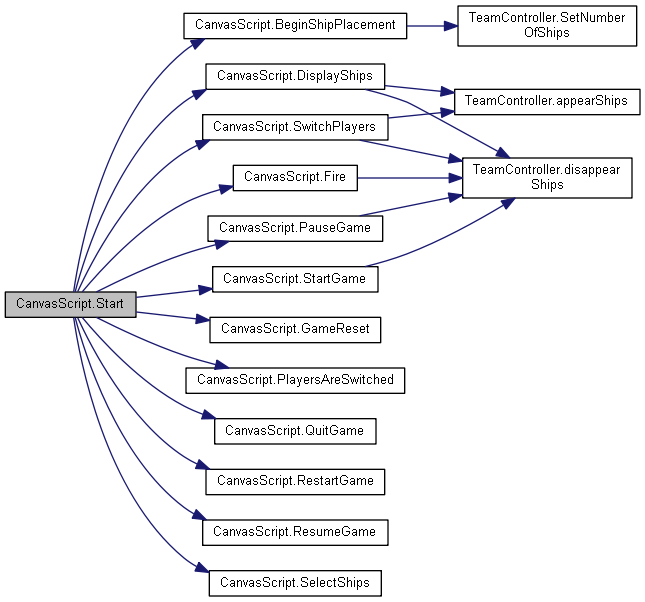 CanvasScript.BeginShipPlacement
TeamController.SetNumber
OfShips
CanvasScript.DisplayShips
TeamController.appearShips
CanvasScript.SwitchPlayers
CanvasScript.Fire
TeamController.disappear
Ships
CanvasScript.PauseGame
CanvasScript.StartGame
CanvasScript.Start
CanvasScript.GameReset
CanvasScript.PlayersAreSwitched
CanvasScript.QuitGame
CanvasScript.RestartGame
CanvasScript.ResumeGame
CanvasScript.SelectShips